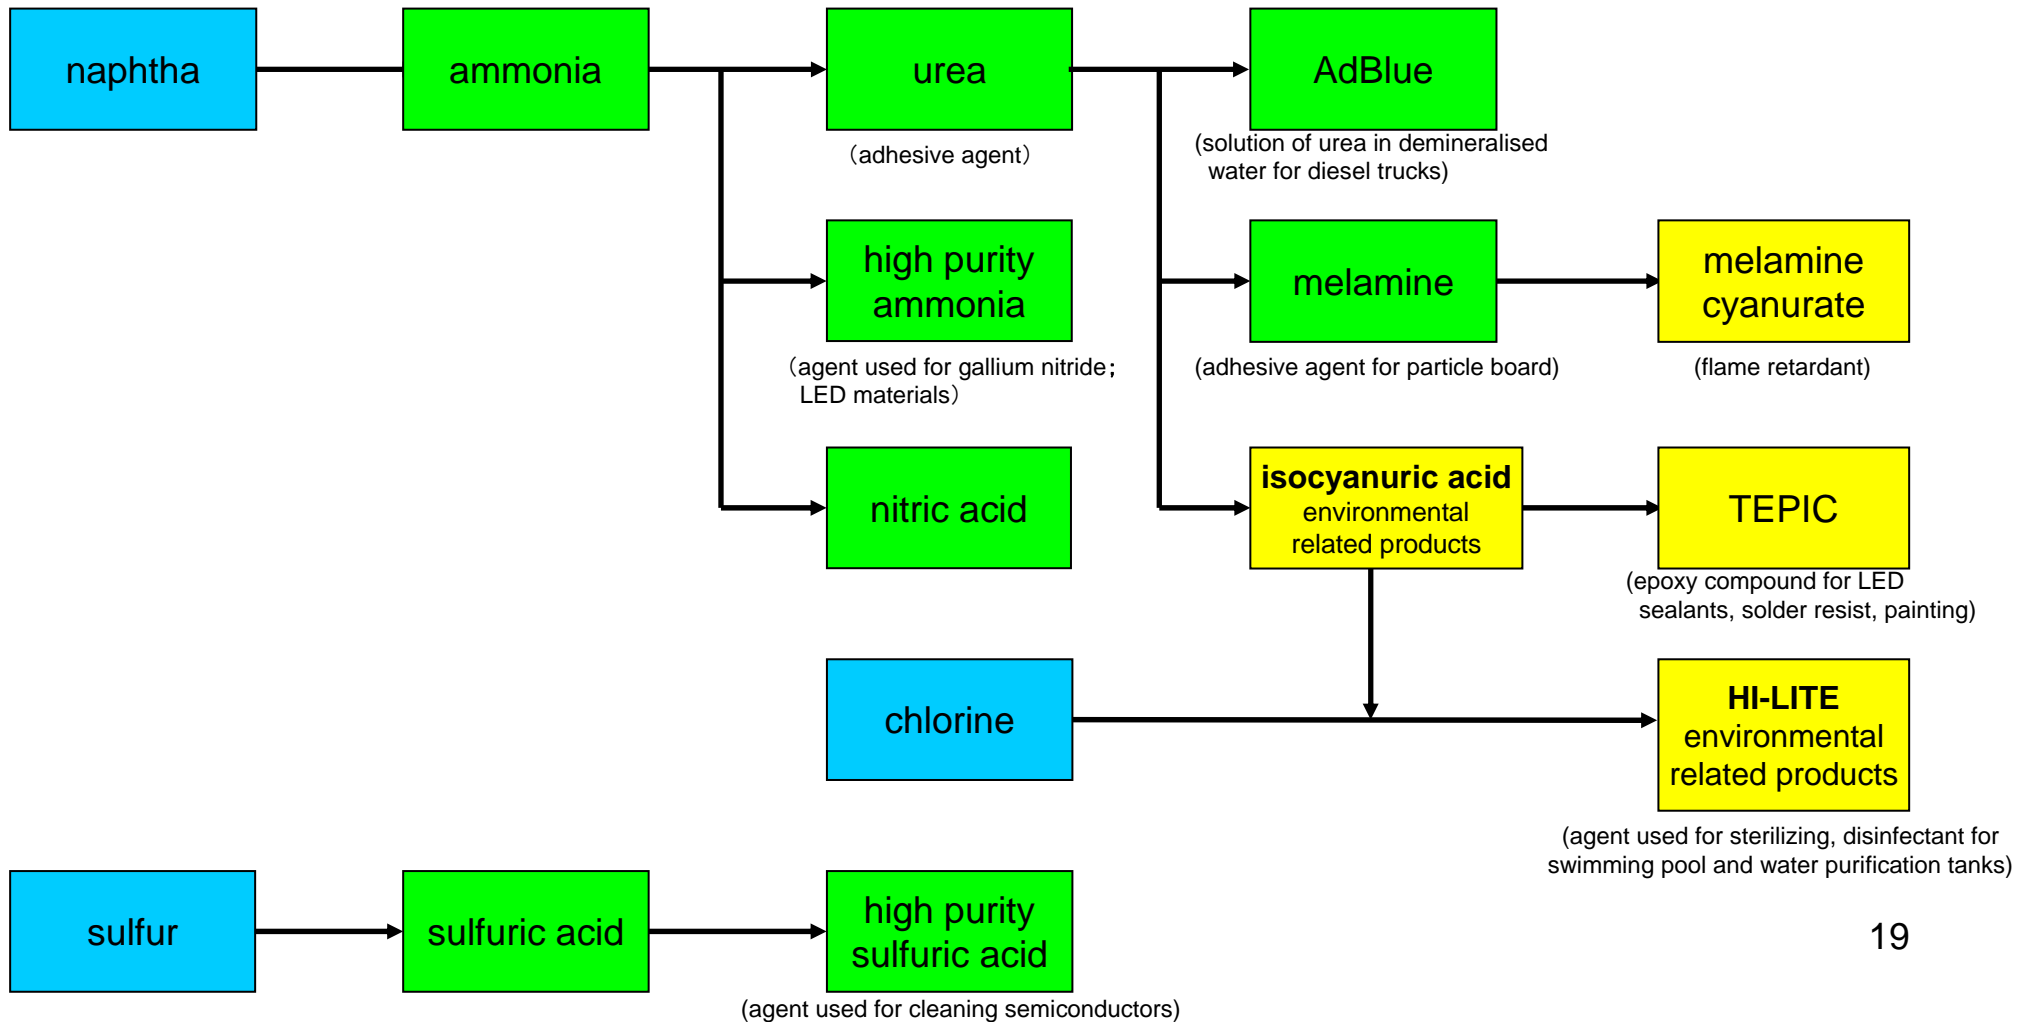 naphtha
ammonia
urea
AdBlue
（adhesive agent）
(solution of urea in demineralised
water for diesel trucks)
high purity
ammonia
melamine
melamine
cyanurate
（agent used for gallium nitride；
LED materials）
(adhesive agent for particle board)
(flame retardant)
nitric acid
isocyanuric acid
environmental
related products
TEPIC
(epoxy compound for LED
sealants, solder resist, painting)
chlorine
HI-LITE
environmental
related products
(agent used for sterilizing, disinfectant for
swimming pool and water purification tanks)
sulfur
sulfuric acid
high purity
sulfuric acid
19
(agent used for cleaning semiconductors)